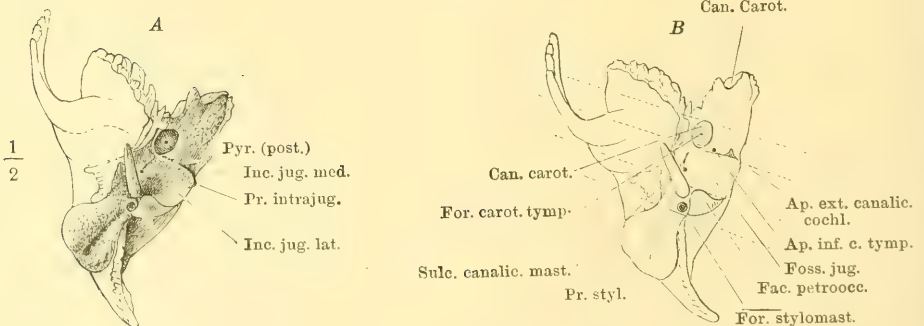 A
1
2
Pyr. (post.)
Inc. jug. med.
Pr. intrajug.
Inc. jug. lat.
Can. Carot.
B
Can. carot.
For. carot. tymp.
Sulc. canalic. mast.
Pr. styl.
Ap. ext. canalic.
cochl.
Ap. inf. c. tymp.
Foss. jug.
Fac. petroocc.
For. stylomast.